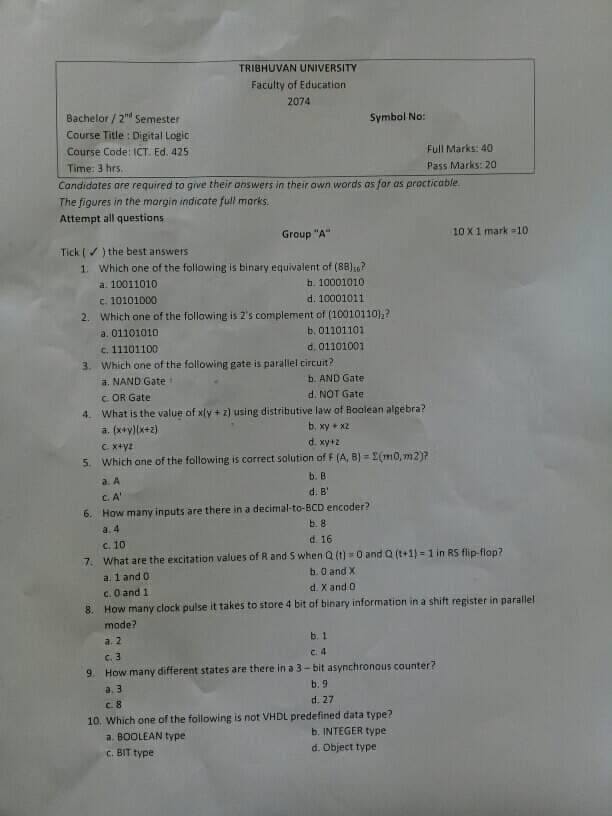 TRIBHUVAN UNIVERSITY
Faculty of Education
2074
Bachelor / 2nd Semester Symbol No:
Course Title : Digital Logic
Course Code: ICT. Ed. 425 Full Marks: 40
Time: 3 hrs. Pass Marks: 20
Candidates are required to give their answers in their own words as far as practicable.
The figures in the margin indicate full marks.
Attempt all questions
Group "A" 10 X 1 mark =10
Tick ( ✓ ) the best answers
1. Which one of the following is binary equivalent of (8B)₁₆?
a. 10011010 b. 10001010
c. 10101000 d. 10001011
2. Which one of the following is 2's complement of (10010110)₂?
a. 01101010 b. 01101101
c. 11101100 d. 01101001
3. Which one of the following gate is parallel circuit?
a. NAND Gate b. AND Gate
c. OR Gate d. NOT Gate
4. What is the value of x(y + z) using distributive law of Boolean algebra?
a. (x+y)(x+z) b. xy + xz
c. x+yz d. xy+z
5. Which one of the following is correct solution of F (A, B) = Σ(m0,m2)?
a. A b. B
c. A' d. B'
6. How many inputs are there in a decimal-to-BCD encoder?
a. 4 b. 8
c. 10 d. 16
7. What are the excitation values of R and S when Q (t) = 0 and Q (t+1) = 1 in RS flip-flop?
a. 1 and 0 b. 0 and X
c. 0 and 1 d. X and 0
8. How many clock pulse it takes to store 4 bit of binary information in a shift register in parallel
mode?
a. 2 b. 1
c. 3 c. 4
9. How many different states are there in a 3 – bit asynchronous counter?
a. 3 b. 9
c. 8 d. 27
10. Which one of the following is not VHDL predefined data type?
a. BOOLEAN type b. INTEGER type
c. BIT type d. Object type